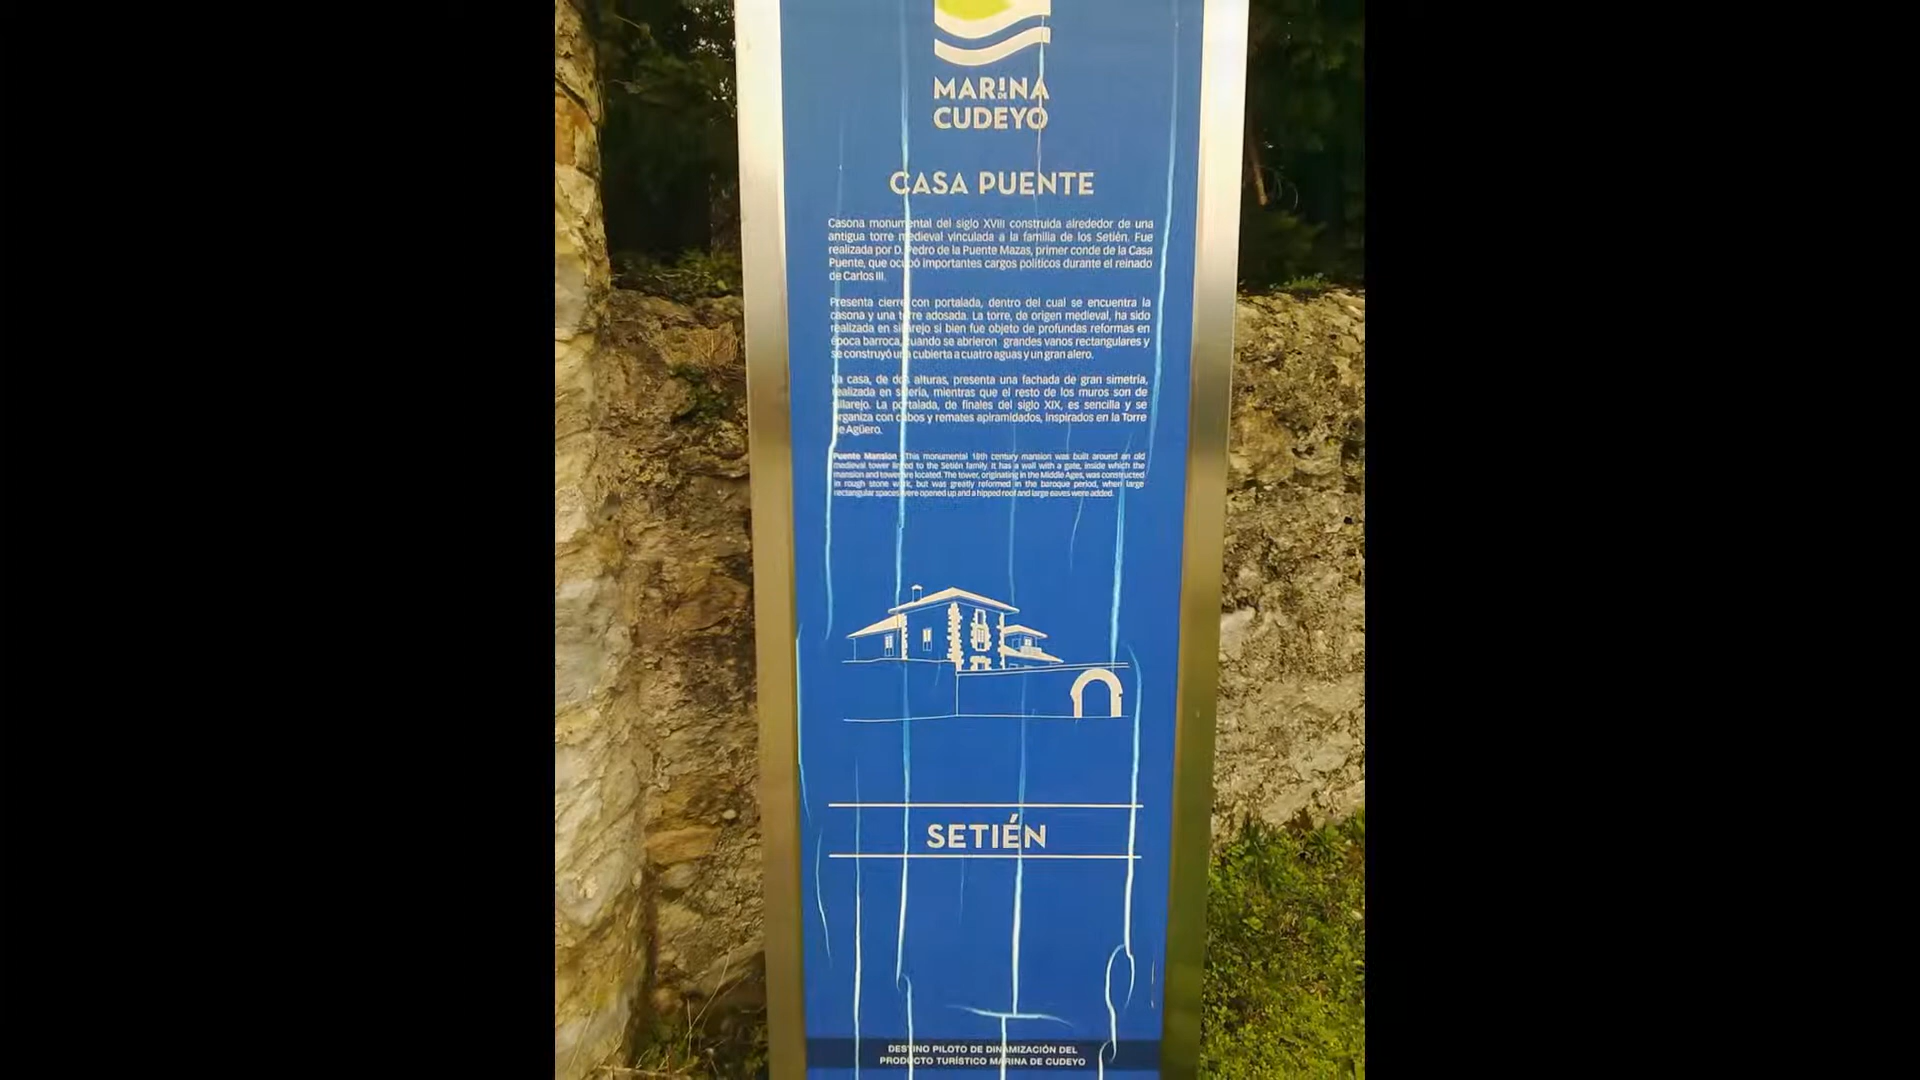 MARINA
DE
CUDEYO
CASA PUENTE
Casona monumental del siglo XVIII construida alrededor de una
antigua torre medieval vinculada a la familia de los Setién. Fue
realizada por D. Pedro de la Puente Mazas, primer conde de la Casa
Puente, que ocupó importantes cargos políticos durante el reinado
de Carlos III.
Presenta cierre con portalada, dentro del cual se encuentra la
casona y una torre adosada. La torre, de origen medieval, ha sido
realizada en sillarejo si bien fue objeto de profundas reformas en
época barroca, cuando se abrieron grandes vanos rectangulares y
se construyó una cubierta a cuatro aguas y un gran alero.
La casa, de dos alturas, presenta una fachada de gran simetría,
realizada en sillería, mientras que el resto de los muros son de
sillarejo. La portalada, de finales del siglo XIX, es sencilla y se
organiza con cubos y remates apiramidados, inspirados en la Torre
de Agüero.
Puente Mansion This monumental 18th century mansion was built around an old
medieval tower linked to the Setién family. It has a wall with a gate, inside which the
mansion and tower are located. The tower, originating in the Middle Ages, was constructed
in rough stone work, but was greatly reformed in the baroque period, when large
rectangular spaces were opened up and a hipped roof and large eaves were added.
SETIÉN
DESTINO PILOTO DE DINAMIZACIÓN DEL
PRODUCTO TURÍSTICO MARINA DE CUDEYO